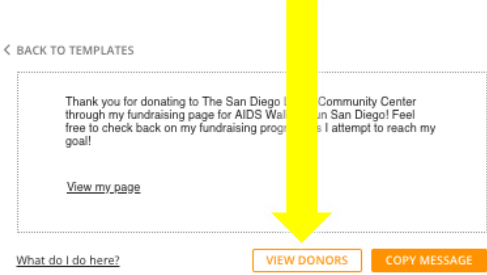 BACK TO TEMPLATES
Thank you for donating to The San Diego Community Center
through my fundraising page for AIDS Wal un San Diego! Feel
free to check back on my fundraising prog s I attempt to reach my
goal!
View my page
What do I do here?
VIEW DONORS
COPY MESSAGE